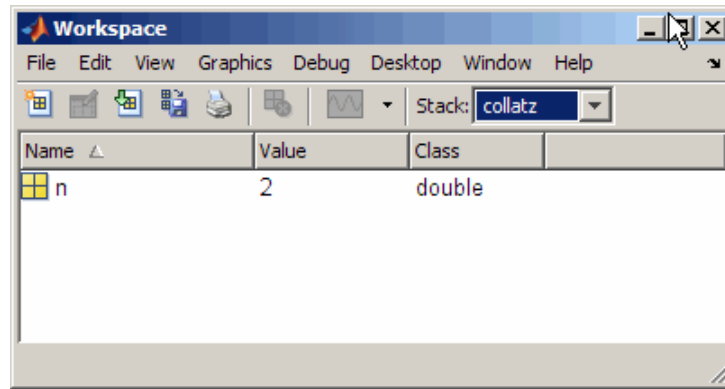 Workspace
File Edit View Graphics Debug Desktop Window Help
Stack: collatz
Name Value Class
n 2 double